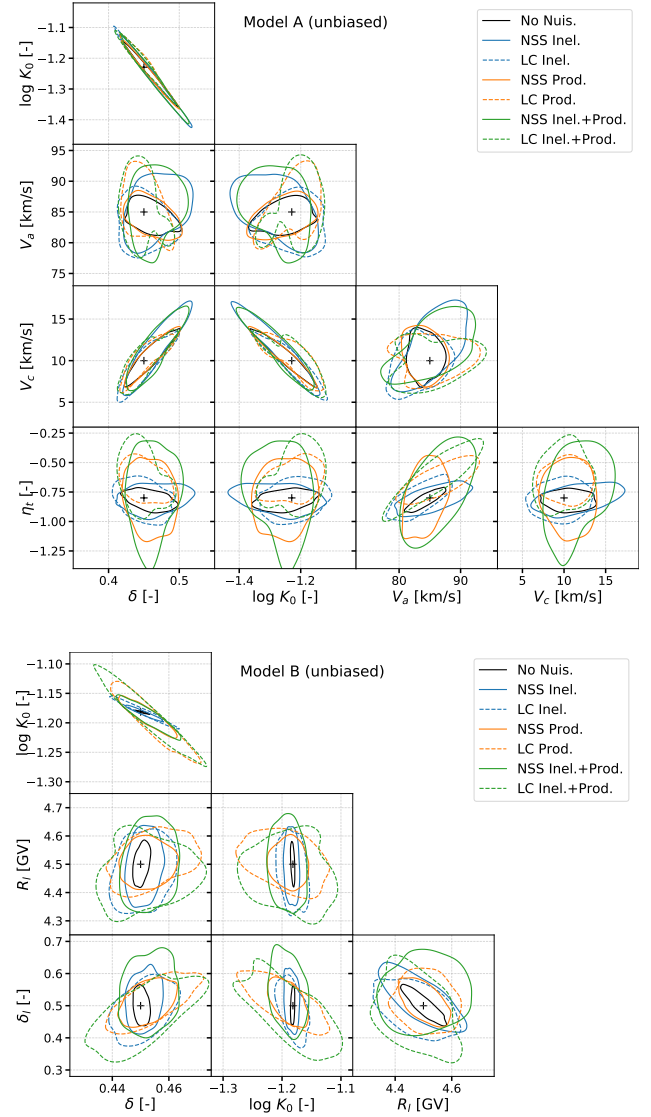 Model A (unbiased)
No Nuis.
NSS Inel.
LC Inel.
NSS Prod.
LC Prod.
NSS Inel.+Prod.
LC Inel.+Prod.
log K₀ [-]
−1.1
−1.2
−1.3
−1.4
Vₐ [km/s]
95
90
85
80
75
V_c [km/s]
15
10
5
η_t [-]
−0.25
−0.50
−0.75
−1.00
−1.25
0.4 0.5
−1.4 −1.2
80 90
5 10 15
δ [-]
log K₀ [-]
Vₐ [km/s]
V_c [km/s]
Model B (unbiased)
No Nuis.
NSS Inel.
LC Inel.
NSS Prod.
LC Prod.
NSS Inel.+Prod.
LC Inel.+Prod.
log K₀ [-]
−1.10
−1.15
−1.20
−1.25
−1.30
R_l [GV]
4.7
4.6
4.5
4.4
4.3
δ_l [-]
0.7
0.6
0.5
0.4
0.3
0.44 0.46
−1.3 −1.2 −1.1
4.4 4.6
δ [-]
log K₀ [-]
R_l [GV]